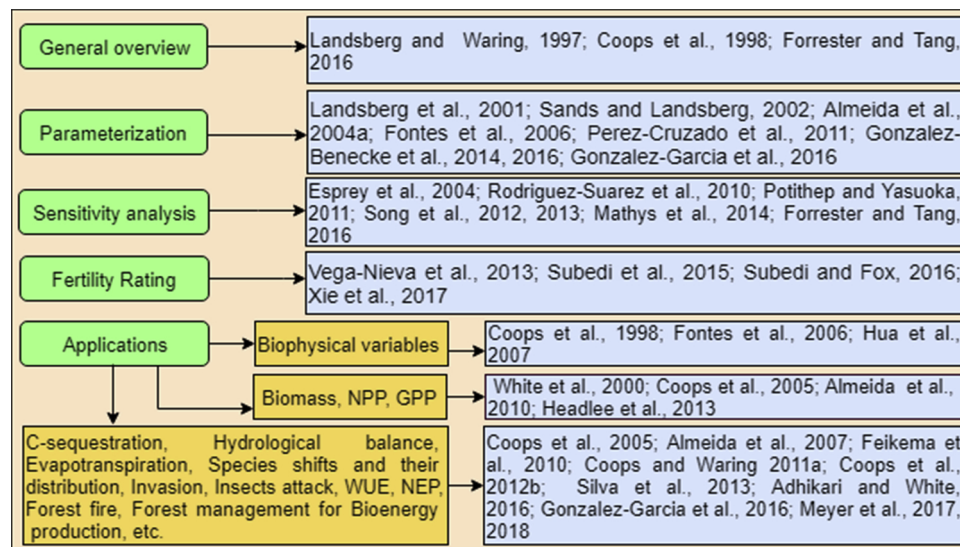 General overview
Landsberg and Waring, 1997; Coops et al., 1998; Forrester and Tang,
2016
Parameterization
Landsberg et al., 2001; Sands and Landsberg, 2002; Almeida et al.,
2004a; Fontes et al., 2006; Perez-Cruzado et al., 2011; Gonzalez-
Benecke et al., 2014, 2016; Gonzalez-Garcia et al., 2016
Sensitivity analysis
Esprey et al., 2004; Rodriguez-Suarez et al., 2010; Potithep and Yasuoka,
2011; Song et al., 2012, 2013; Mathys et al., 2014; Forrester and Tang,
2016
Fertility Rating
Vega-Nieva et al., 2013; Subedi et al., 2015; Subedi and Fox, 2016;
Xie et al., 2017
Applications
Biophysical variables
Coops et al., 1998; Fontes et al., 2006; Hua et al.,
2007
Biomass, NPP, GPP
White et al., 2000; Coops et al., 2005; Almeida et al.,
2010; Headlee et al., 2013
C-sequestration, Hydrological balance,
Evapotranspiration, Species shifts and their
distribution, Invasion, Insects attack, WUE, NEP,
Forest fire, Forest management for Bioenergy
production, etc.
Coops et al., 2005; Almeida et al., 2007; Feikema et
al., 2010; Coops and Waring 2011a; Coops et al.,
2012b; Silva et al., 2013; Adhikari and White,
2016; Gonzalez-Garcia et al., 2016; Meyer et al., 2017,
2018